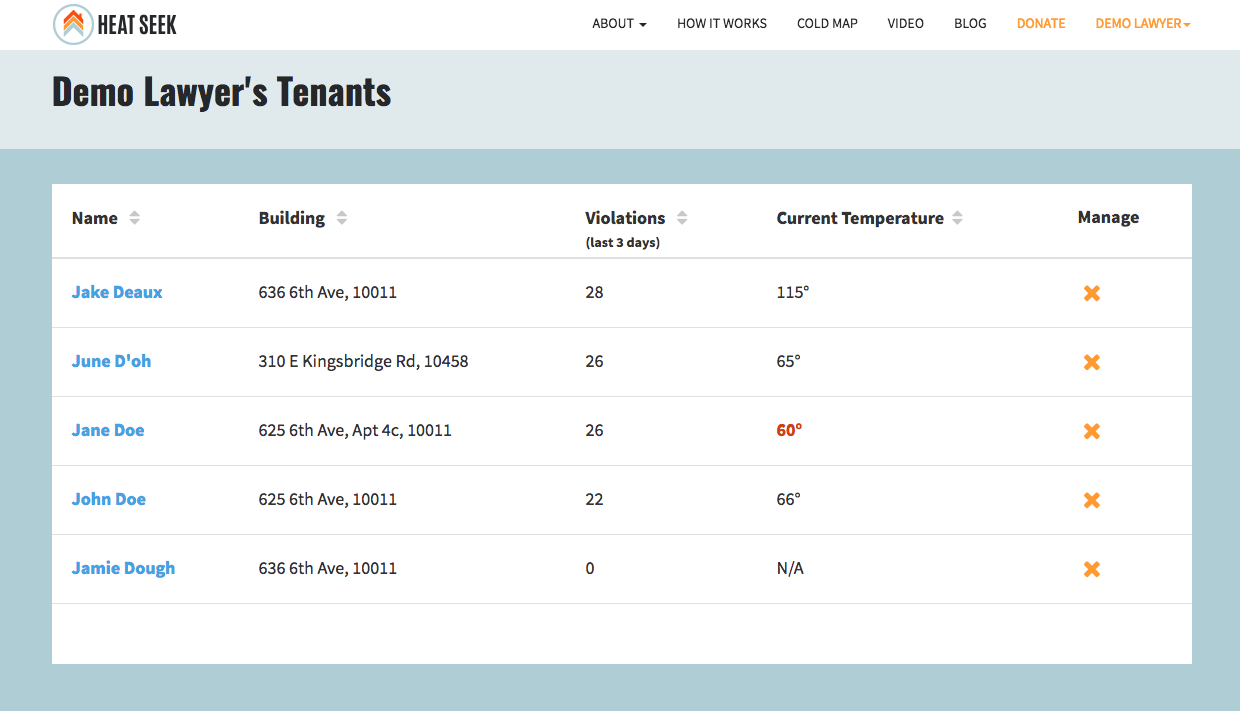 HEAT SEEK
ABOUT HOW IT WORKS COLD MAP VIDEO BLOG DONATE DEMO LAWYER
Demo Lawyer's Tenants
Name Building Violations Current Temperature Manage
(last 3 days)
Jake Deaux 636 6th Ave, 10011 28 115°
June D'oh 310 E Kingsbridge Rd, 10458 26 65°
Jane Doe 625 6th Ave, Apt 4c, 10011 26 60°
John Doe 625 6th Ave, 10011 22 66°
Jamie Dough 636 6th Ave, 10011 0 N/A